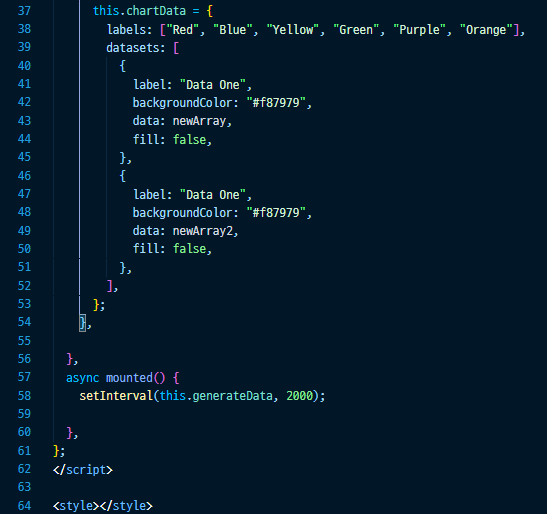 37 this.chartData = {
38 labels: ["Red", "Blue", "Yellow", "Green", "Purple", "Orange"],
39 datasets: [
40 {
41 label: "Data One",
42 backgroundColor: "#f87979",
43 data: newArray,
44 fill: false,
45 },
46 {
47 label: "Data One",
48 backgroundColor: "#f87979",
49 data: newArray2,
50 fill: false,
51 },
52 ],
53 };
54 },
55
56 },
57 async mounted() {
58 setInterval(this.generateData, 2000);
59
60 },
61 };
62 </script>
63
64 <style></style>